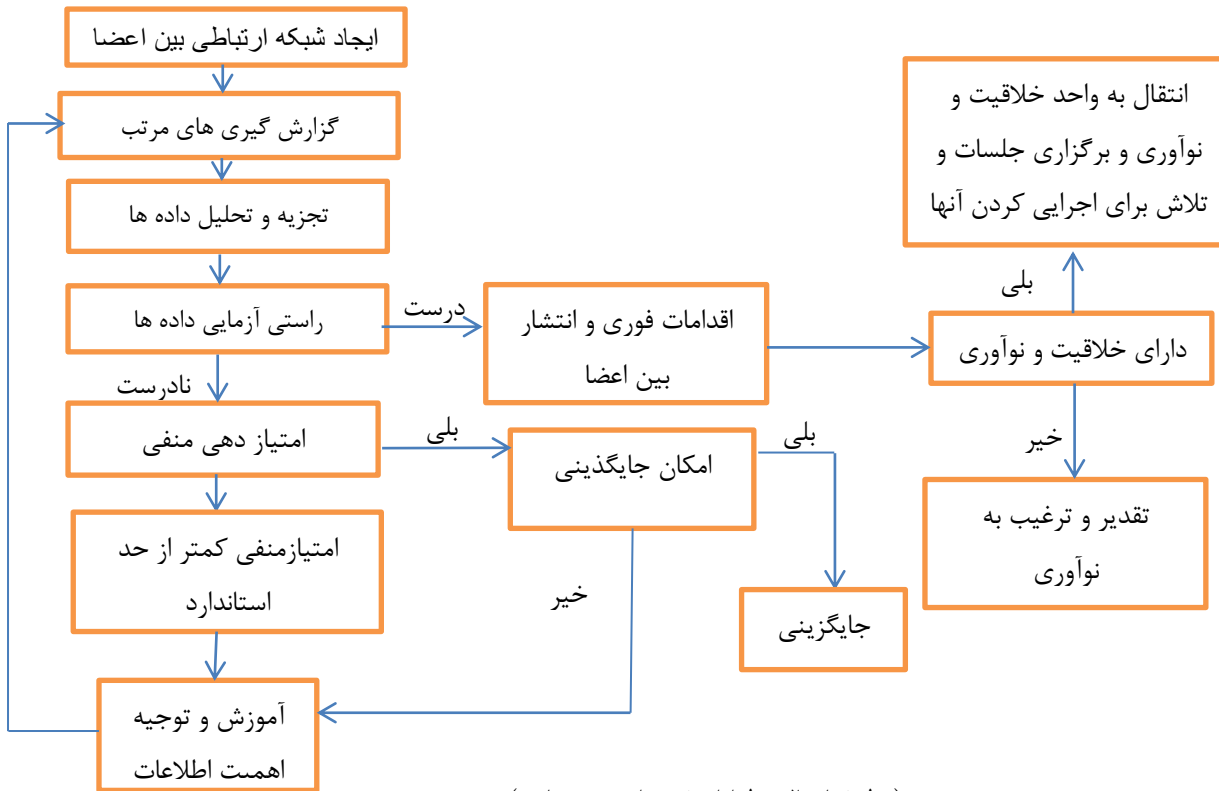 ایجاد شبکه ارتباطی بین اعضا
گزارش گیری های مرتب
تجزیه و تحلیل داده ها
راستی آزمایی داده ها
درست
اقدامات فوری و انتشار
بین اعضا
دارای خلاقیت و نوآوری
بلی
انتقال به واحد خلاقیت و
نوآوری و برگزاری جلسات و
تلاش برای اجرایی کردن آنها
خیر
تقدیر و ترغیب به
نوآوری
نادرست
امتیاز دهی منفی
بلی
امکان جایگذینی
بلی
جایگزینی
خیر
امتیازمنفی کمتر از حد
استاندارد
آموزش و توجیه
اهمیت اطلاعات